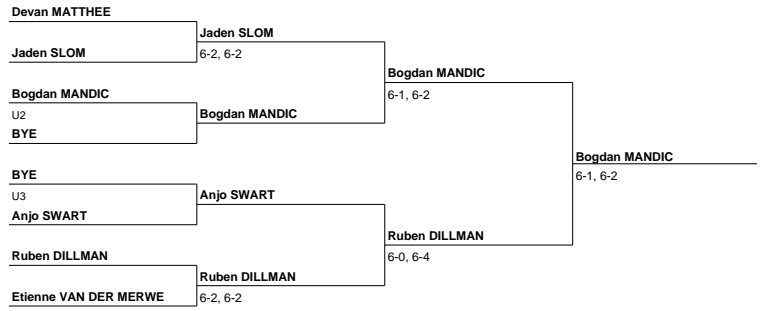 Devan MATTHEE
Jaden SLOM
Jaden SLOM
6-2, 6-2
Bogdan MANDIC
6-1, 6-2
Bogdan MANDIC
U2
Bogdan MANDIC
BYE
Bogdan MANDIC
6-1, 6-2
BYE
U3
Anjo SWART
Anjo SWART
Ruben DILLMAN
6-0, 6-4
Ruben DILLMAN
Ruben DILLMAN
6-2, 6-2
Etienne VAN DER MERWE